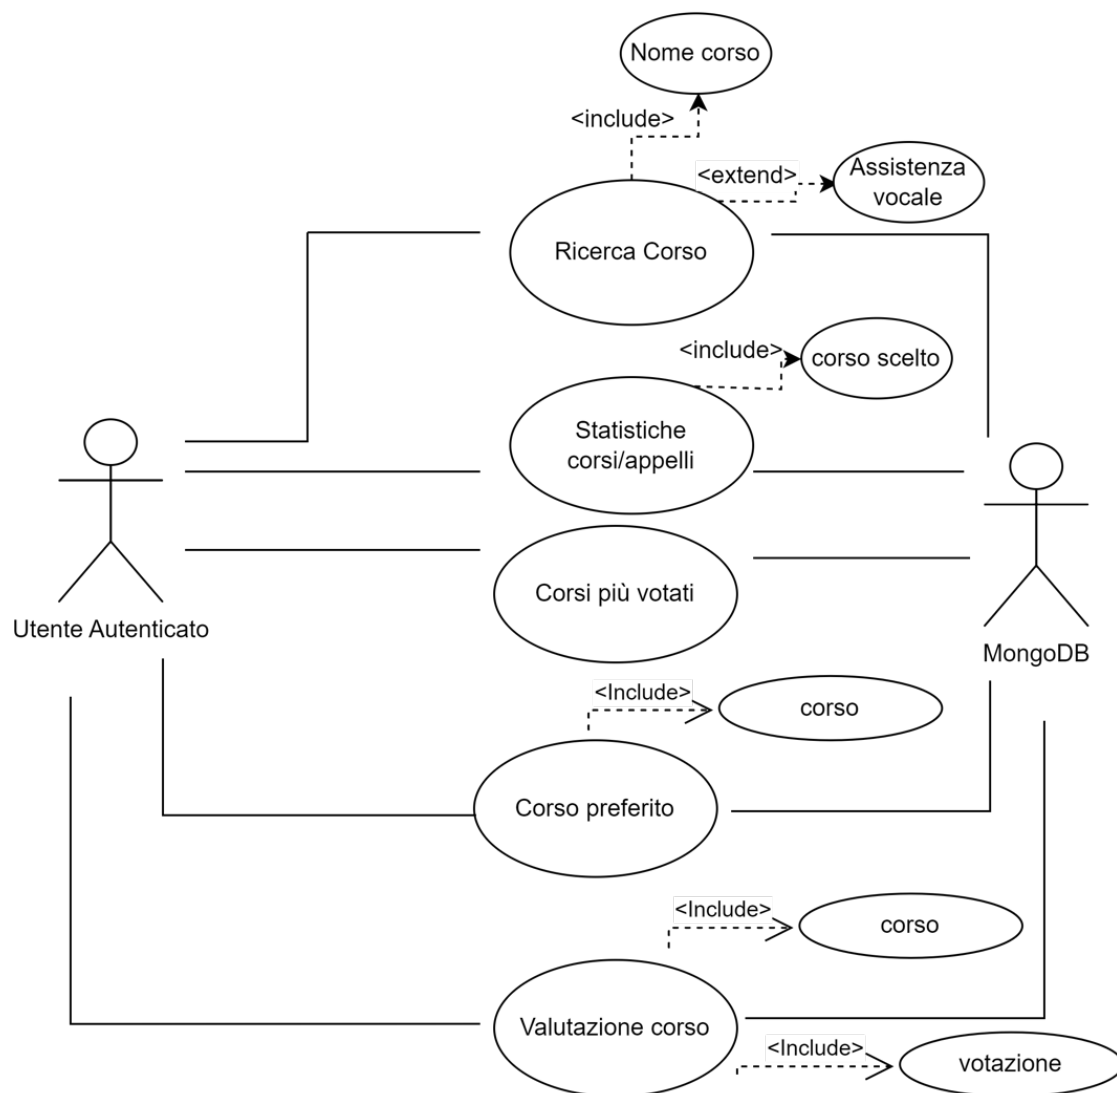 Nome corso
<include>
<extend>
Assistenza
vocale
Ricerca Corso
<include>
corso scelto
Statistiche
corsi/appelli
Corsi più votati
Utente Autenticato
MongoDB
<Include>
corso
Corso preferito
<Include>
corso
Valutazione corso
<Include>
votazione